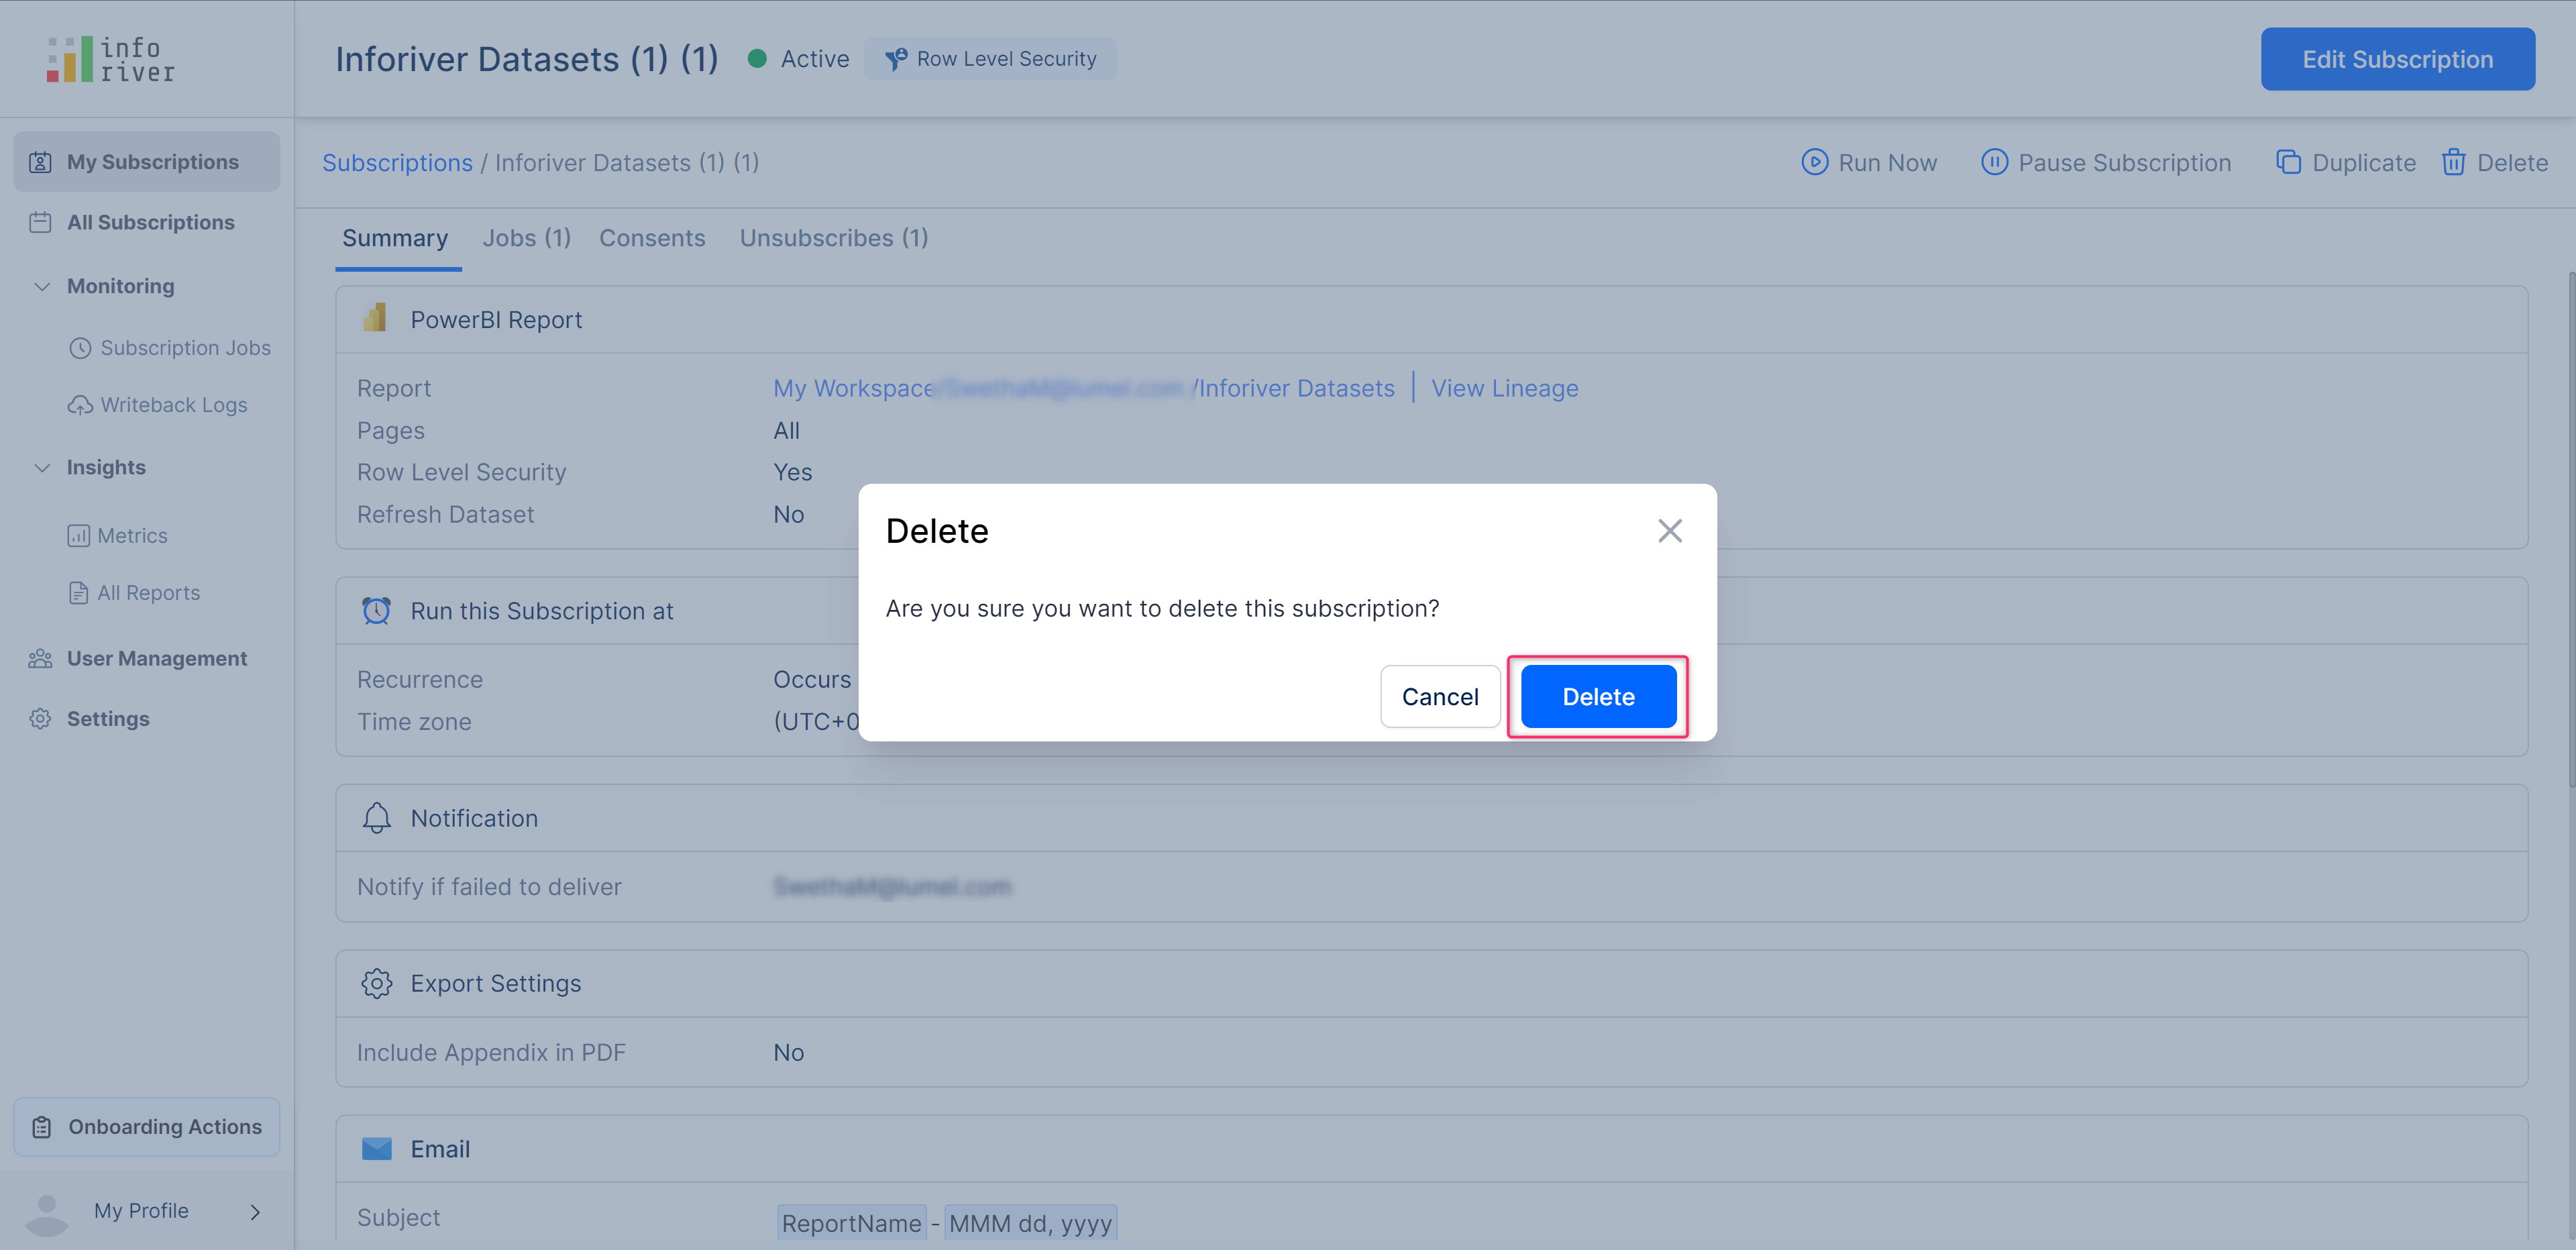 info
river
Inforiver Datasets (1) (1)
Active
Row Level Security
Edit Subscription
My Subscriptions
All Subscriptions
Monitoring
Subscription Jobs
Writeback Logs
Insights
Metrics
All Reports
User Management
Settings
Onboarding Actions
My Profile
Subscriptions / Inforiver Datasets (1) (1)
Run Now
Pause Subscription
Duplicate
Delete
Summary
Jobs (1)
Consents
Unsubscribes (1)
PowerBI Report
Report
My Workspace /Inforiver Datasets | View Lineage
Pages
All
Row Level Security
Yes
Refresh Dataset
No
Run this Subscription at
Recurrence
Occurs
Time zone
(UTC+0
Delete
Are you sure you want to delete this subscription?
Cancel
Delete
Notification
Notify if failed to deliver
Export Settings
Include Appendix in PDF
No
Email
Subject
ReportName - MMM dd, yyyy